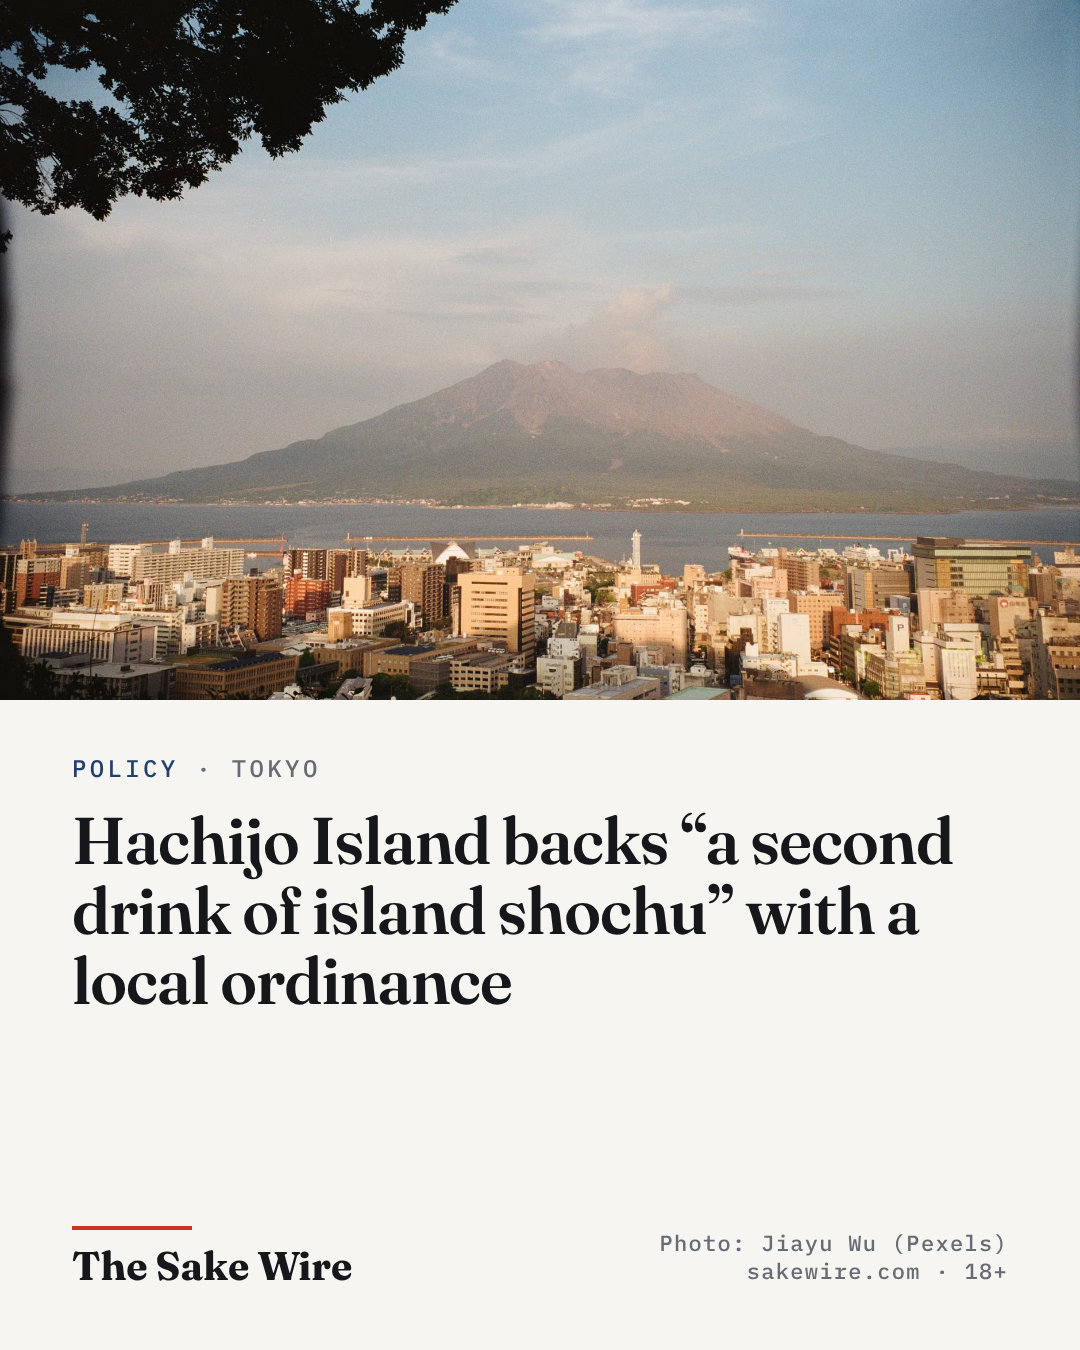 POLICY · TOKYO
Hachijo Island backs “a second
drink of island shochu” with a
local ordinance
The Sake Wire
Photo: Jiayu Wu (Pexels)
sakewire.com · 18+
P